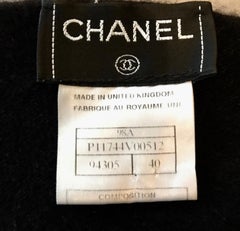 CHANEL
MADE IN UNITED KINGDOM
FABRIQUE AU ROYAUME UNI
98A
P11744V00512
94305 40
COMPOSITION